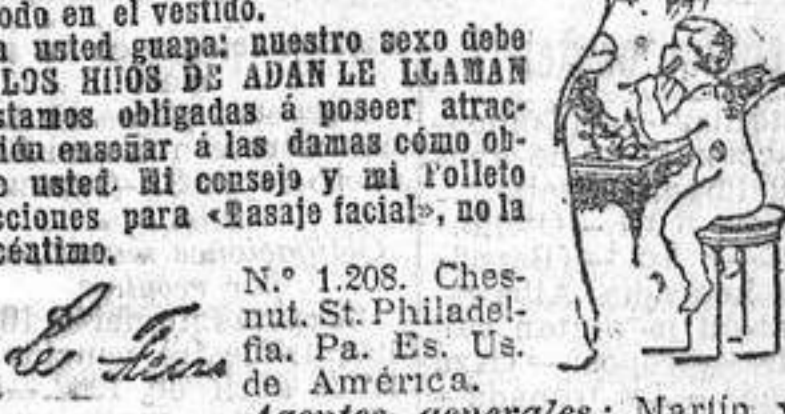 odo en el vestido.
a usted guapa; nuestro sexo debe
LOS HIJOS DE ADAN LE LLAMAN
stamos obligadas á poseer atrac-
ión enseñar á las damas cómo ob-
o usted. Mi consejo y mi folleto
cciones para «Masaje facial», no la
céntimo.
N.º 1.208. Ches-
nut. St. Philadel-
fia. Pa. Es. Us.
de América.
Agentes generales: Martín y